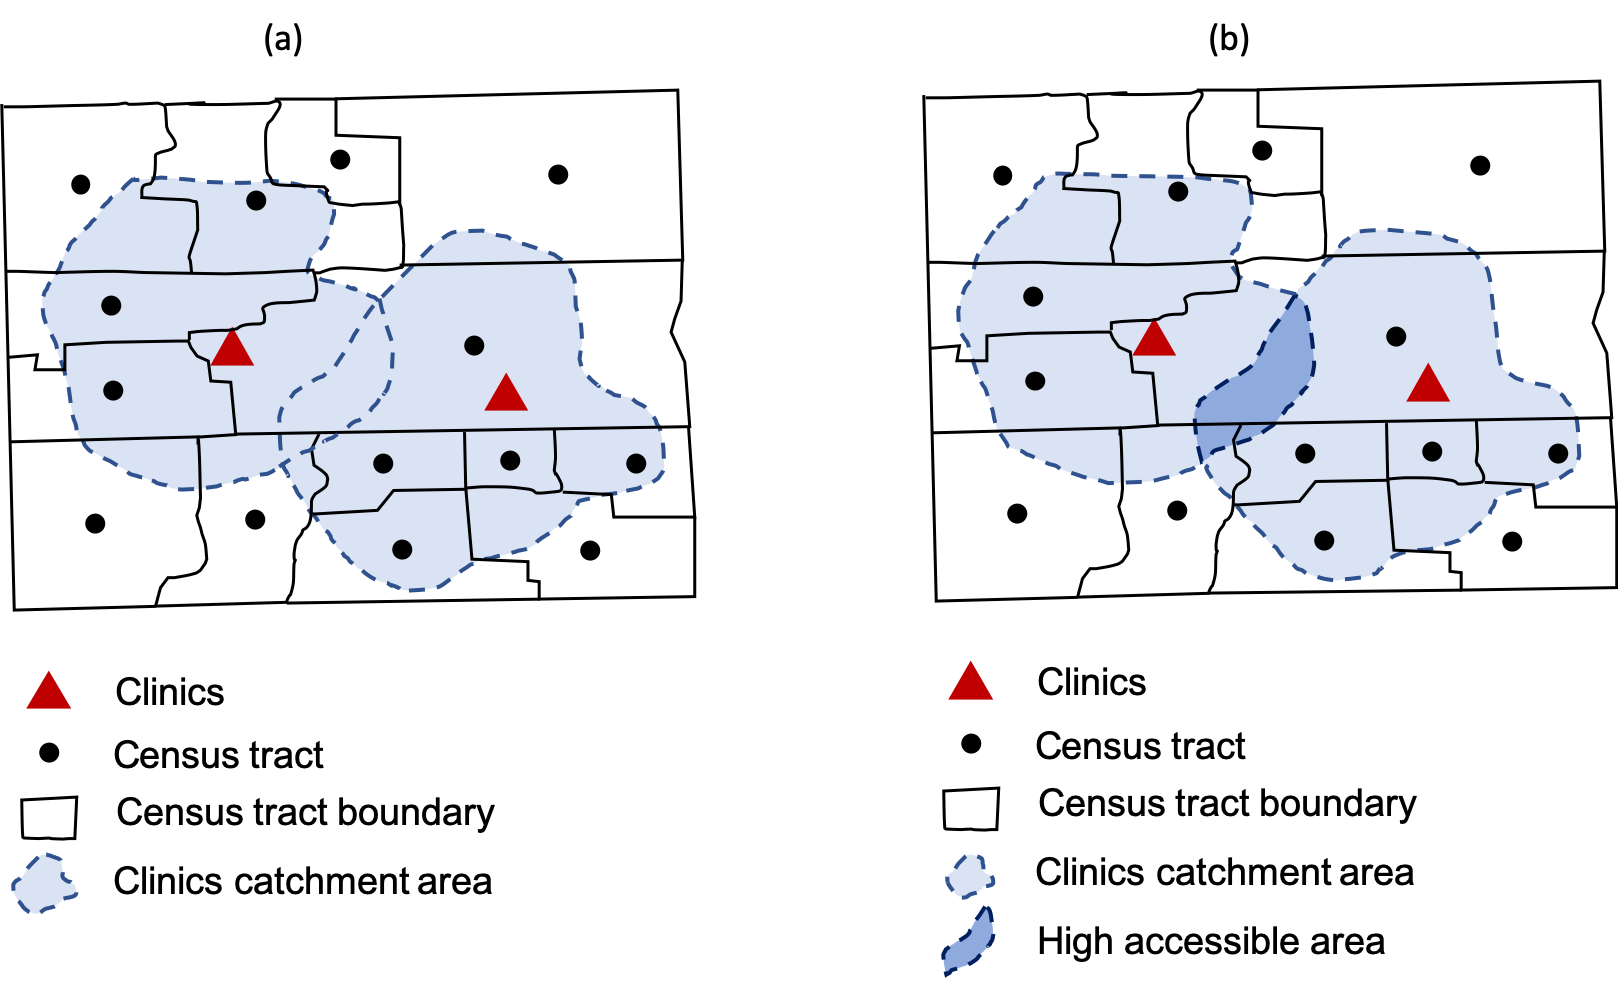 (a)
Clinics
Census tract
Census tract boundary
Clinics catchment area
(b)
Clinics
Census tract
Census tract boundary
Clinics catchment area
High accessible area